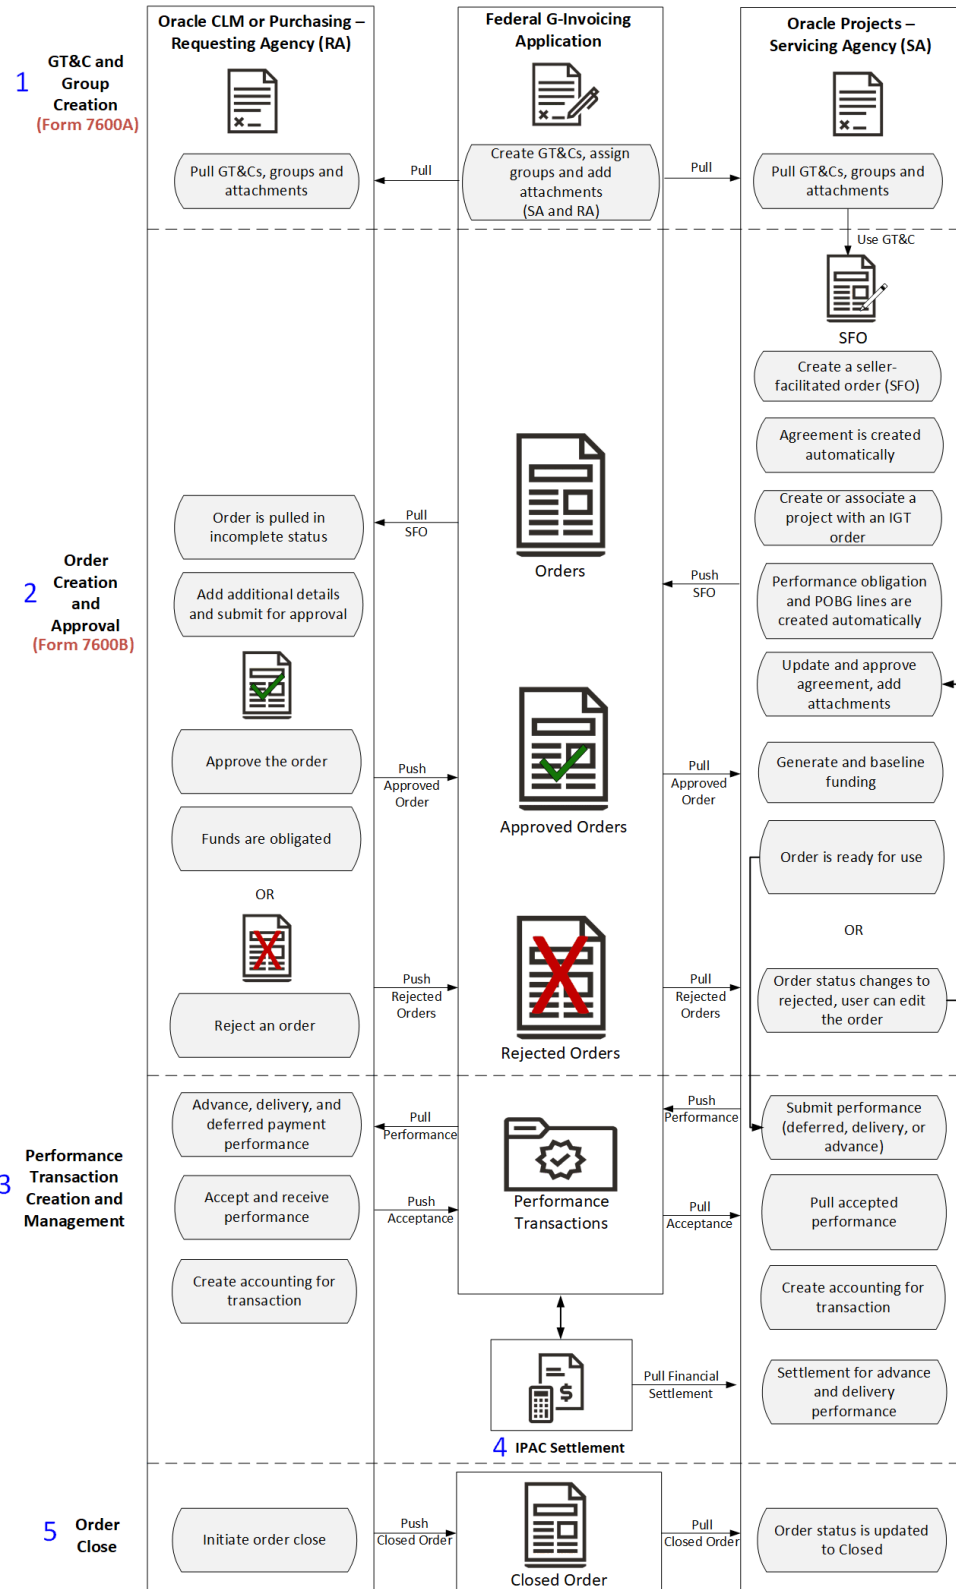 Oracle CLM or Purchasing –
Requesting Agency (RA)
Federal G-Invoicing
Application
Oracle Projects –
Servicing Agency (SA)
1
GT&C and
Group
Creation
(Form 7600A)
Pull GT&Cs, groups and
attachments
Pull
Create GT&Cs, assign
groups and add
attachments
(SA and RA)
Pull
Pull GT&Cs, groups and
attachments
Use GT&C
SFO
Create a seller-
facilitated order (SFO)
Agreement is created
automatically
Create or associate a
project with an IGT
order
Performance obligation
and POBG lines are
created automatically
Update and approve
agreement, add
attachments
Generate and baseline
funding
Order is ready for use
OR
Order status changes to
rejected, user can edit
the order
2
Order
Creation
and
Approval
(Form 7600B)
Order is pulled in
incomplete status
Pull
SFO
Orders
Push
SFO
Add additional details
and submit for approval
Approve the order
Push
Approved
Order
Approved Orders
Pull
Approved
Order
Funds are obligated
OR
Reject an order
Push
Rejected
Orders
Rejected Orders
Pull
Rejected
Orders
3
Performance
Transaction
Creation and
Management
Advance, delivery, and
deferred payment
performance
Pull
Performance
Push
Performance
Submit performance
(deferred, delivery, or
advance)
Accept and receive
performance
Push
Acceptance
Performance
Transactions
Pull
Acceptance
Pull accepted
performance
Create accounting for
transaction
Create accounting for
transaction
$
Pull Financial
Settlement
Settlement for advance
and delivery
performance
4 IPAC Settlement
5
Order
Close
Initiate order close
Push
Closed Order
Closed Order
Pull
Closed Order
Order status is updated
to Closed